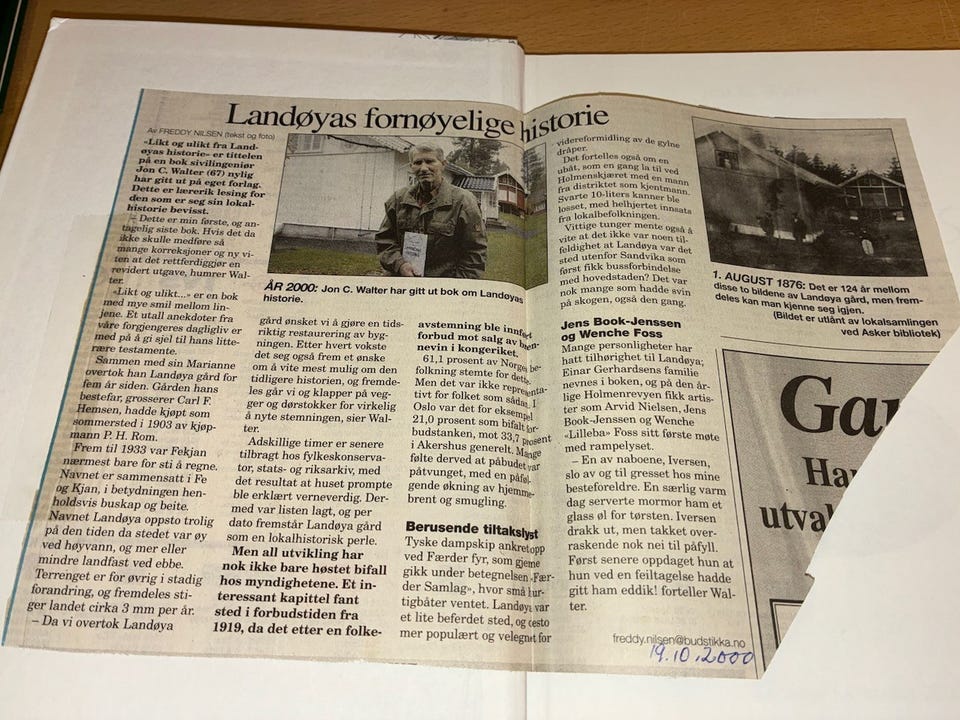 Landøyas fornøyelige historie
Av FREDDY NILSEN (tekst og foto)
«Likt og ulikt fra Land-
øyas historie» er tittelen
på en bok sivilingeniør
Jon C. Walter (67) nylig
har gitt ut på eget forlag.
Dette er lærerik lesing for
den som er seg sin lokal-
historie bevisst.
– Dette er min første, og an-
tagelig siste bok. Hvis det da
ikke skulle medføre så
mange korreksjoner og ny vi-
ten at det rettferdiggjør en
revidert utgave, humrer Wal-
ter.
«Likt og ulikt...» er en bok
med mye smil mellom lin-
jene. Et utall anekdoter fra
våre forgjengeres dagligliv er
med på å gi sjel til hans litte-
rære testamente.
Sammen med sin Marianne
overtok han Landøya gård for
fem år siden. Gården hans
bestefar, grosserer Carl F.
Hemsen, hadde kjøpt som
sommersted i 1903 av kjøp-
mann P. H. Rom.
Frem til 1933 var Fekjan
nærmest bare for sti å regne.
Navnet er sammensatt i Fe
og Kjan, i betydningen hen-
holdsvis buskap og beite.
Navnet Landøya oppsto trolig
på den tiden da stedet var øy
ved høyvann, og mer eller
mindre landfast ved ebbe.
Terrenget er for øvrig i stadig
forandring, og fremdeles sti-
ger landet cirka 3 mm per år.
– Da vi overtok Landøya
ÅR 2000: Jon C. Walter har gitt ut bok om Landøyas
historie.
gård ønsket vi å gjøre en tids-
riktig restaurering av byg-
ningen. Etter hvert vokste
det seg også frem et ønske
om å vite mest mulig om den
tidligere historien, og fremde-
les går vi og klapper på veg-
ger og dørstokker for virkelig
å nyte stemningen, sier Wal-
ter.
Adskillige timer er senere
tilbragt hos fylkeskonserva-
tor, stats- og riksarkiv, med
det resultat at huset prompte
ble erklært verneverdig. Der-
med var listen lagt, og per
dato fremstår Landøya gård
som en lokalhistorisk perle.
Men all utvikling har
nok ikke bare høstet bifall
hos myndighetene. Et in-
teressant kapittel fant
sted i forbudstiden fra
1919, da det etter en folke-
avstemning ble innført
forbud mot salg av bren-
nevin i kongeriket.
61,1 prosent av Norges be-
folkning stemte for dette.
Men det var ikke representa-
tivt for folket som sådan. I
Oslo var det for eksempel
21,0 prosent som bifalt for-
budstanken, mot 33,7 prosent
i Akershus generelt. Mange
følte derved at påbudet var
påtvunget, med en påføl-
gende økning av hjemme-
brent og smugling.
Berusende tiltakslyst
Tyske dampskip ankret opp
ved Færder fyr, som gjerne
gikk under betegnelsen «Fær-
der Samlag», hvor små hur-
tigbåter ventet. Landøya var
et lite beferdet sted, og desto
mer populært og velegnet for
videreformidling av de gylne
dråper.
Det fortelles også om en
ubåt, som en gang la til ved
Holmenskjæret med en mann
fra distriktet som kjentmann.
Svarte 10-liters kanner ble
losset, med helhjertet innsats
fra lokalbefolkningen.
Vittige tunger mente også å
vite at det ikke var noen til-
feldighet at Landøya var det
sted utenfor Sandvika som
først fikk bussforbindelse
med hovedstaden? Det var
nok mange som hadde svin
på skogen, også den gang.
Jens Book-Jenssen
og Wenche Foss
Mange personligheter har
hatt tilhørighet til Landøya;
Einar Gerhardsens familie
nevnes i boken, og på den år-
lige Holmenrevyen fikk artis-
ter som Arvid Nielsen, Jens
Book-Jenssen og Wenche
«Lilleba» Foss sitt første møte
med rampelyset.
– En av naboene, Iversen,
slo av og til gresset hos mine
besteforeldre. En særlig varm
dag serverte mormor ham et
glass øl for tørsten. Iversen
drakk ut, men takket over-
raskende nok nei til påfyll.
Først senere oppdaget hun at
hun ved en feiltagelse hadde
gitt ham eddik! forteller Wal-
ter.
freddy.nilsen@budstikka.no
19.10.2000
1. AUGUST 1876: Det er 124 år mellom
disse to bildene av Landøya gård, men frem-
deles kan man kjenne seg igjen.
(Bildet er utlånt av lokalsamlingen
ved Asker bibliotek)
Gar
Ha
utval